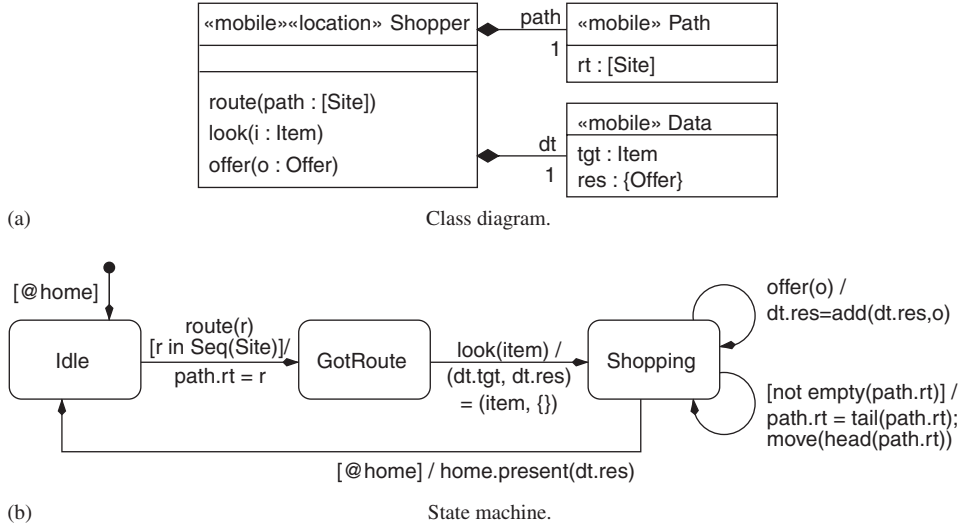 «mobile»«location» Shopper
route(path : [Site])
look(i : Item)
offer(o : Offer)
path
1
«mobile» Path
rt : [Site]
dt
1
«mobile» Data
tgt : Item
res : {Offer}
(a)
Class diagram.
[@home]
Idle
route(r)
[r in Seq(Site)]/
path.rt = r
GotRoute
look(item) /
(dt.tgt, dt.res)
= (item, {})
Shopping
offer(o) /
dt.res=add(dt.res,o)
[not empty(path.rt)] /
path.rt = tail(path.rt);
move(head(path.rt))
[@home] / home.present(dt.res)
(b)
State machine.